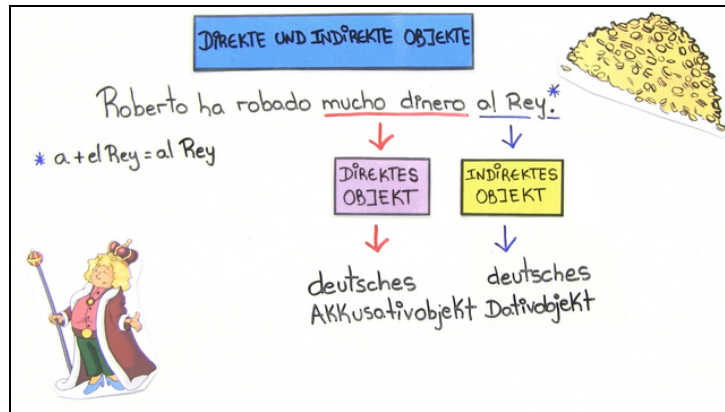 DIREKTE UND INDIREKTE OBJEKTE
Roberto ha robado mucho dinero al Rey.*
* a + el Rey = al Rey
DIREKTES
OBJEKT
INDIREKTES
OBJEKT
deutsches
Akkusativobjekt
deutsches
Dativobjekt